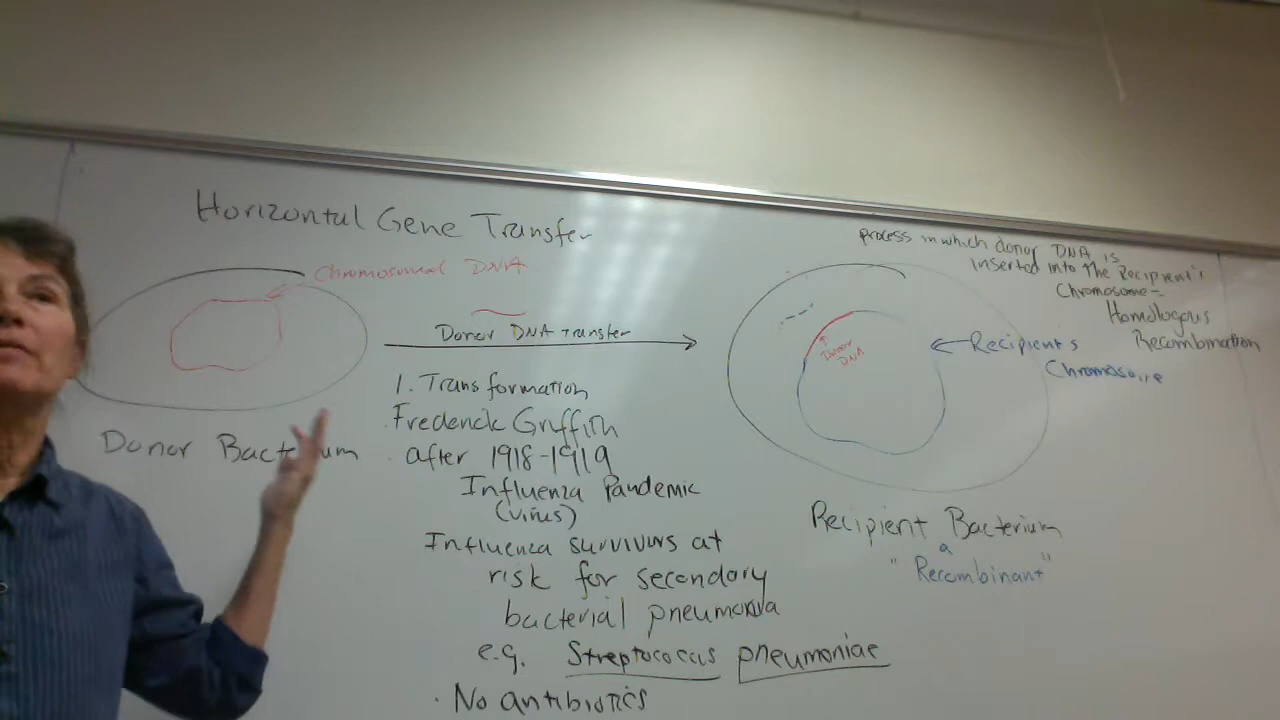 Horizontal Gene Transfer
Chromosomal DNA
Donor DNA transfer
Donor Bacterium
1. Transformation
Frederick Griffith
after 1918-1919
Influenza Pandemic
(virus)
Influenza survivors at
risk for secondary
bacterial pneumonia
e.g. Streptococcus pneumoniae
· No antibiotics
process in which donor DNA is
inserted into the Recipient's
Chromosome =
Homologous
Recombination
Donor
DNA
Recipient's
Chromosome
Recipient Bacterium
a
"Recombinant"